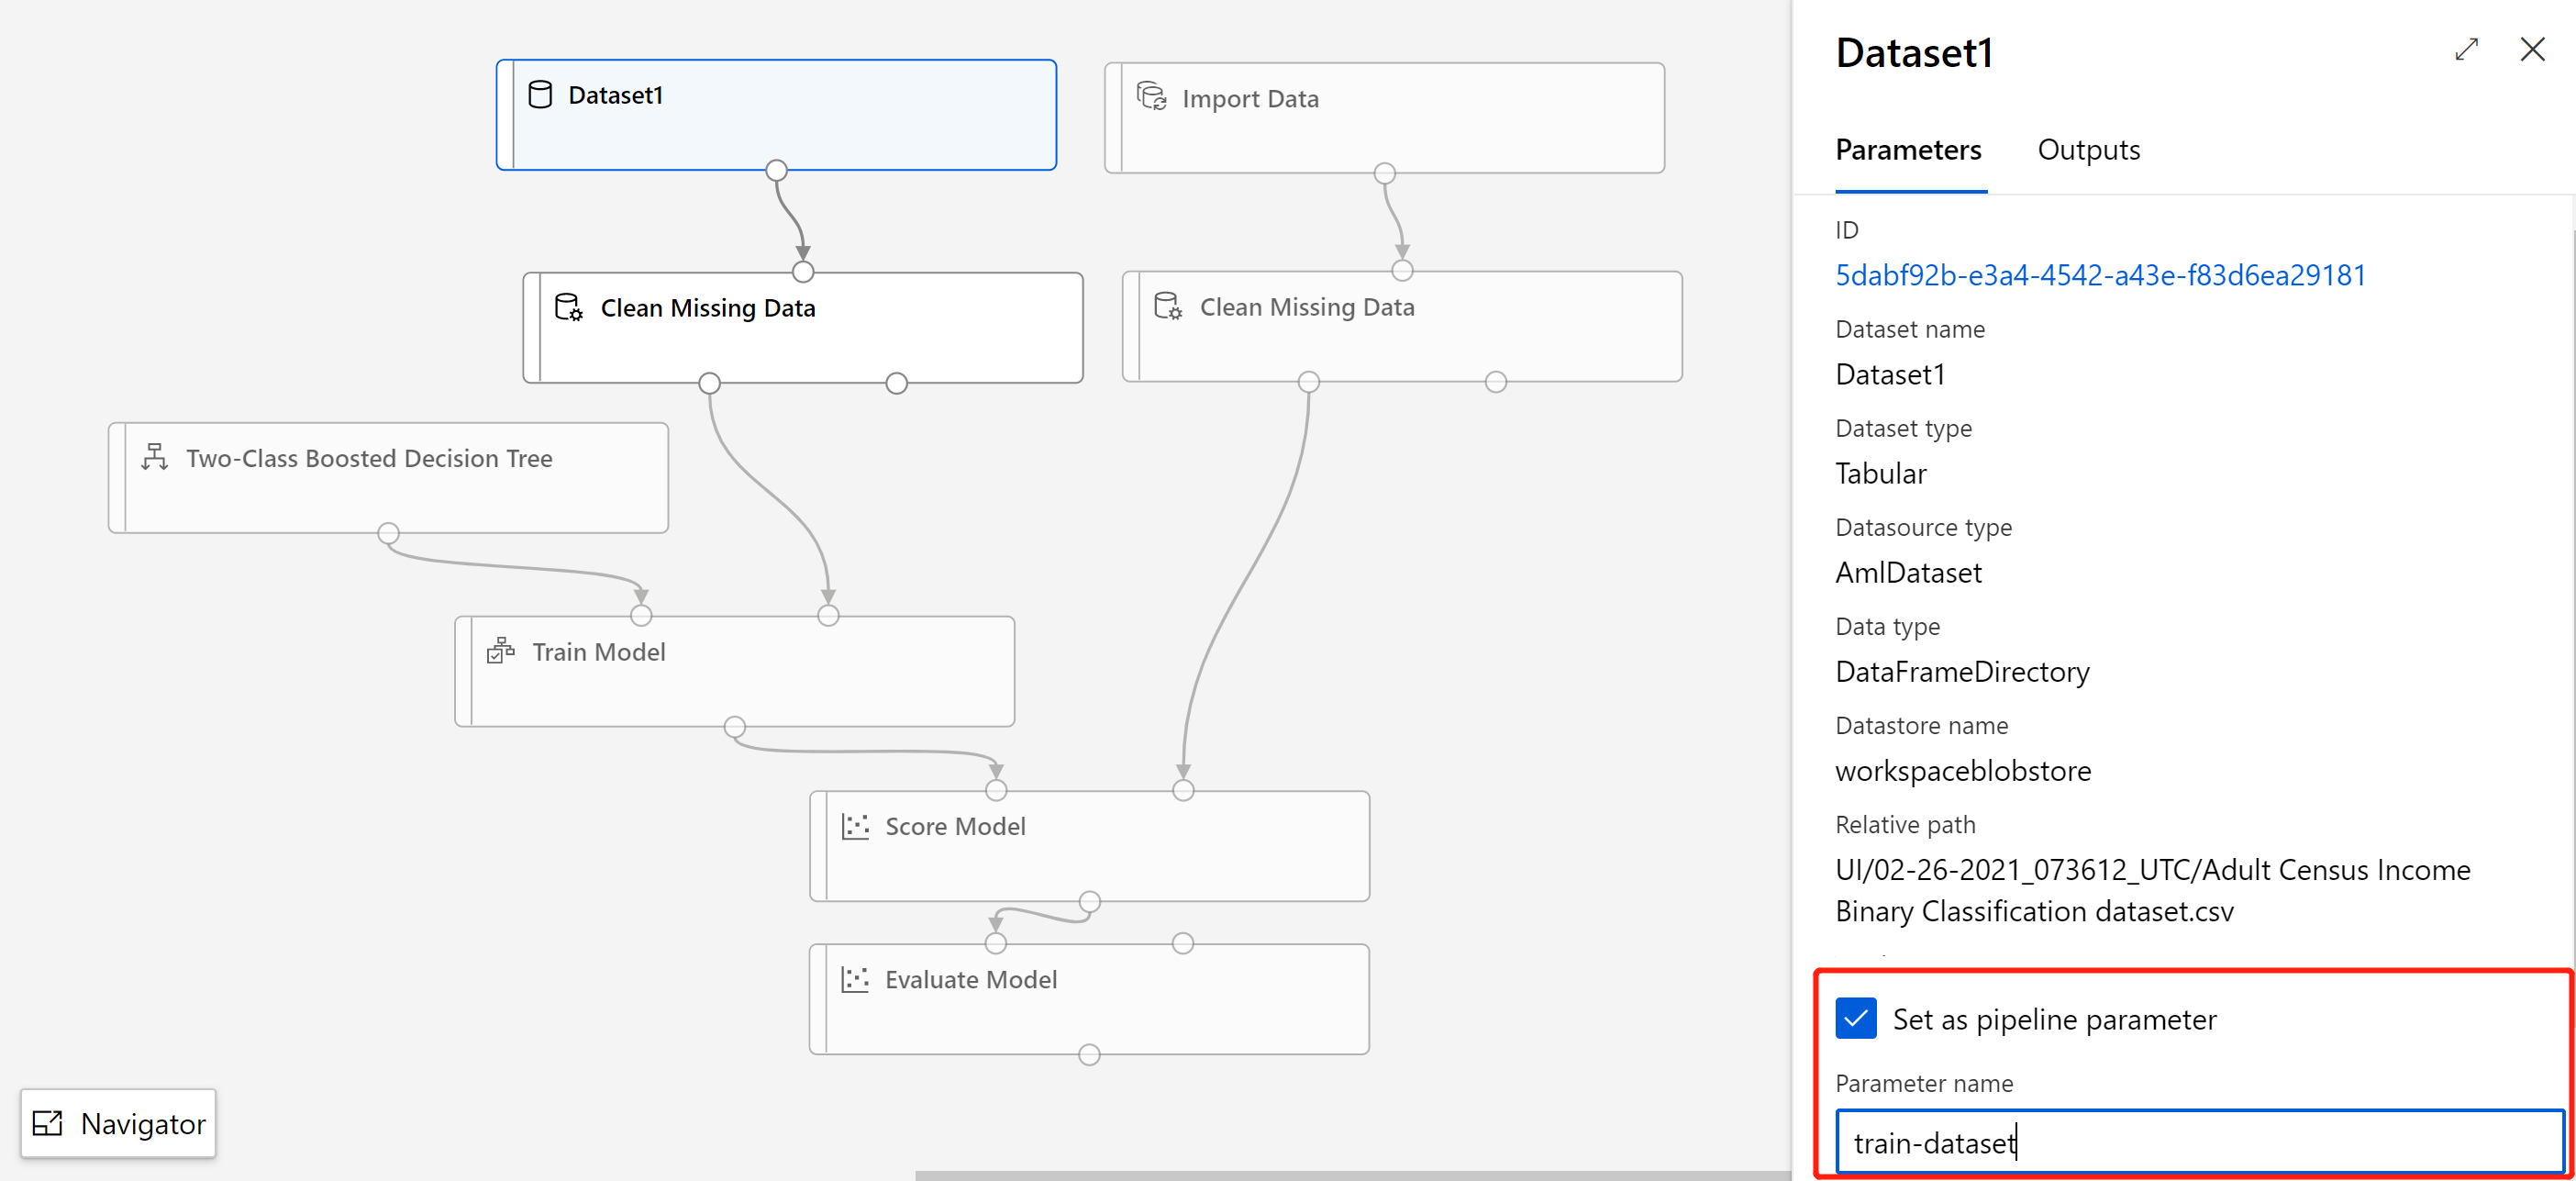 Dataset1
Import Data
Clean Missing Data
Clean Missing Data
Two-Class Boosted Decision Tree
Train Model
Score Model
Evaluate Model
Navigator
Dataset1
Parameters Outputs
ID
5dabf92b-e3a4-4542-a43e-f83d6ea29181
Dataset name
Dataset1
Dataset type
Tabular
Datasource type
AmlDataset
Data type
DataFrameDirectory
Datastore name
workspaceblobstore
Relative path
UI/02-26-2021_073612_UTC/Adult Census Income
Binary Classification dataset.csv
Set as pipeline parameter
Parameter name
train-dataset